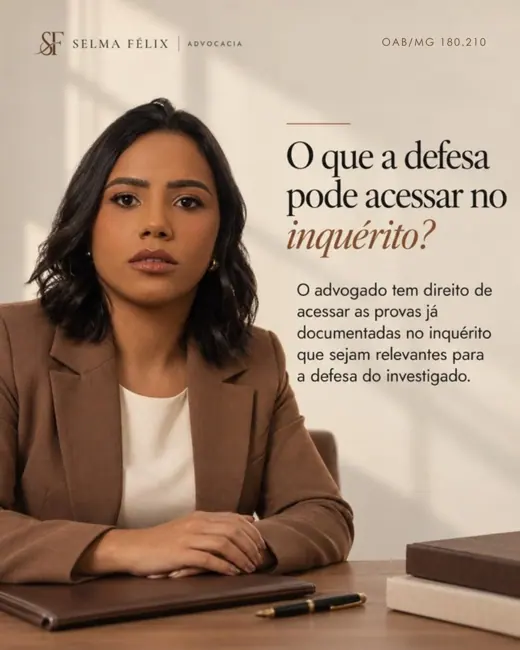 SF SELMA FÉLIX | ADVOCACIA
OAB/MG 180.210
O que a defesa
pode acessar no
inquérito?
O advogado tem direito de
acessar as provas já
documentadas no inquérito
que sejam relevantes para
a defesa do investigado.